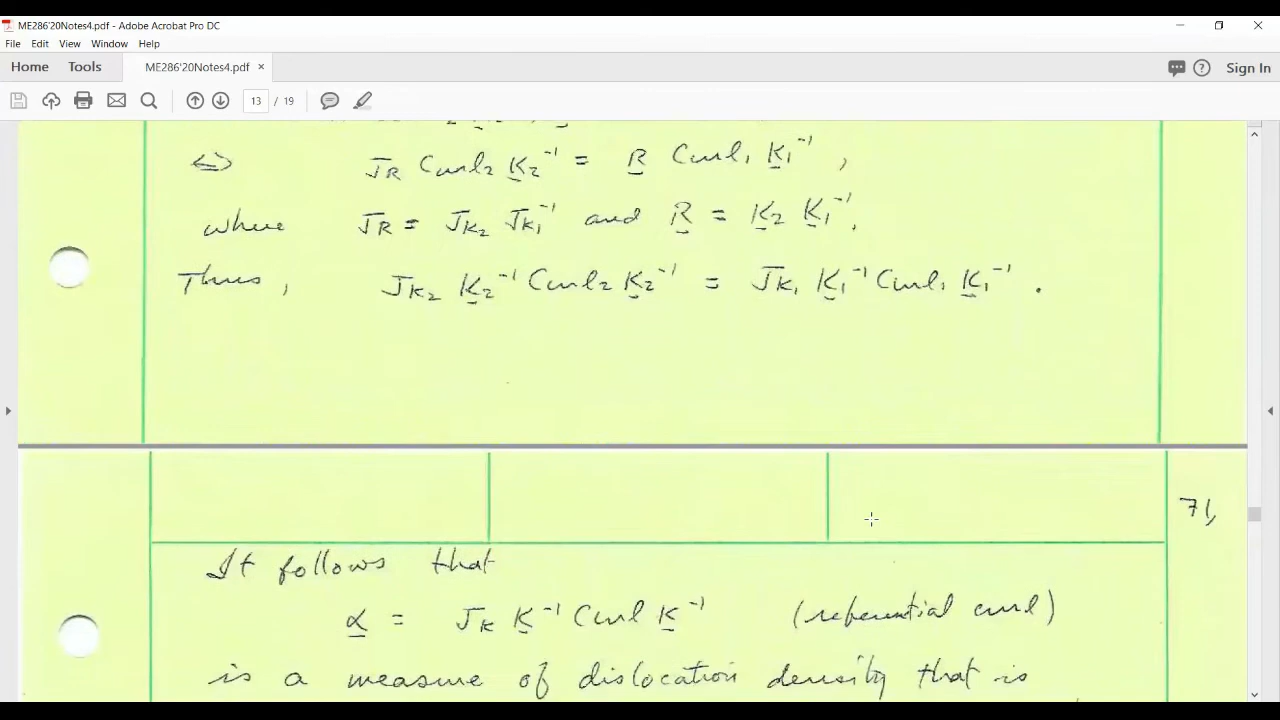 ME286'20Notes4.pdf - Adobe Acrobat Pro DC
File Edit View Window Help
Home Tools ME286'20Notes4.pdf × Sign In
13 / 19
⇔ J_R Curl₂ K₂⁻¹ = R Curl₁ K₁⁻¹ ,
where J_R = J_K₂ J_K₁⁻¹ and R = K₂ K₁⁻¹.
Thus, J_K₂ K₂⁻¹ Curl₂ K₂⁻¹ = J_K₁ K₁⁻¹ Curl₁ K₁⁻¹ .
71,
It follows that
α = J_K K⁻¹ Curl K⁻¹ (referential curl)
is a measure of dislocation density that is